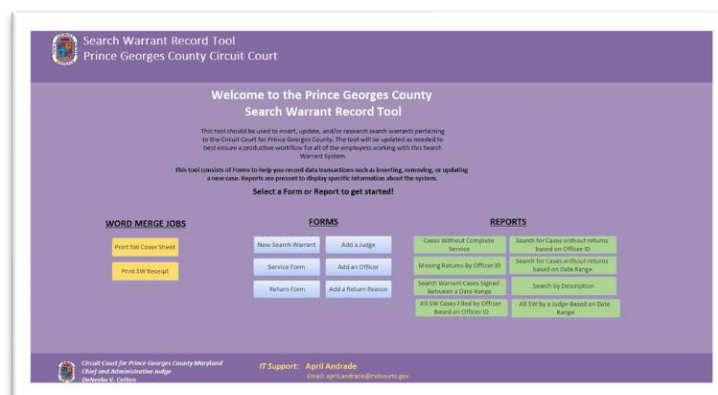 Search Warrant Record Tool
Prince Georges County Circuit Court
Welcome to the Prince Georges County
Search Warrant Record Tool
This tool should be used to insert, update, and/or research search warrants pertaining
to the Circuit Court for Prince Georges County. The tool will be updated as needed to
best ensure a productive workflow for all of the employees working with this Search
Warrant System.
This tool consists of Forms to help you record data transactions such as inserting, removing, or updating
a new case. Reports are present to display specific information about the system.
Select a Form or Report to get started!
WORD MERGE JOBS
Print SW Cover Sheet
Print SW Receipt
FORMS
New Search Warrant
Add a Judge
Service Form
Add an Officer
Return Form
Add a Return Reason
REPORTS
Cases Without Complete
Service
Search for Cases without returns
based on Officer ID
Missing Returns By Officer ID
Search for Cases without returns
based on Date Range
Search Warrant Cases Signed
Between a Date Range
Search by Description
All SW Cases Filed by Officer
Based on Officer ID
All SW by a Judge Based on Date
Range
Circuit Court for Prince Georges County Maryland
Chief and Administrative Judge
DaNeeka V. Cotton
IT Support: April Andrade
Email: april.andrade@mdcourts.gov